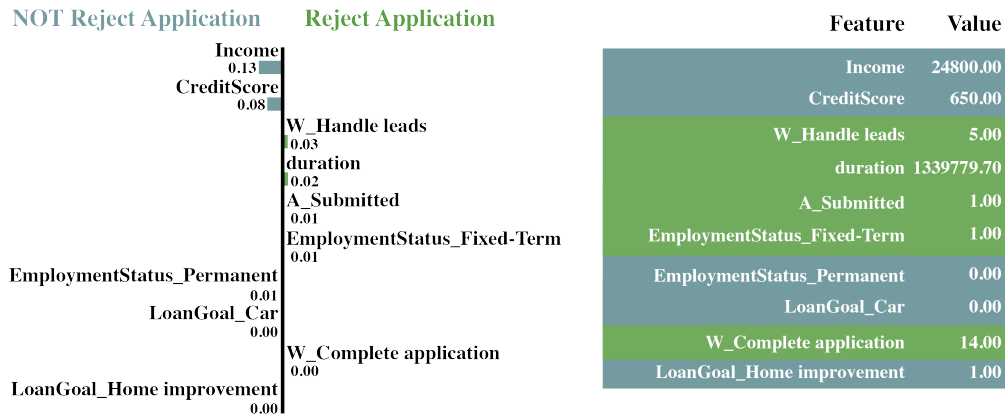 NOT Reject Application Reject Application
Income
0.13
CreditScore
0.08
W_Handle leads
0.03
duration
0.02
A_Submitted
0.01
EmploymentStatus_Fixed-Term
0.01
EmploymentStatus_Permanent
0.01
LoanGoal_Car
0.00
W_Complete application
0.00
LoanGoal_Home improvement
0.00
Feature Value
Income 24800.00
CreditScore 650.00
W_Handle leads 5.00
duration 1339779.70
A_Submitted 1.00
EmploymentStatus_Fixed-Term 1.00
EmploymentStatus_Permanent 0.00
LoanGoal_Car 0.00
W_Complete application 14.00
LoanGoal_Home improvement 1.00